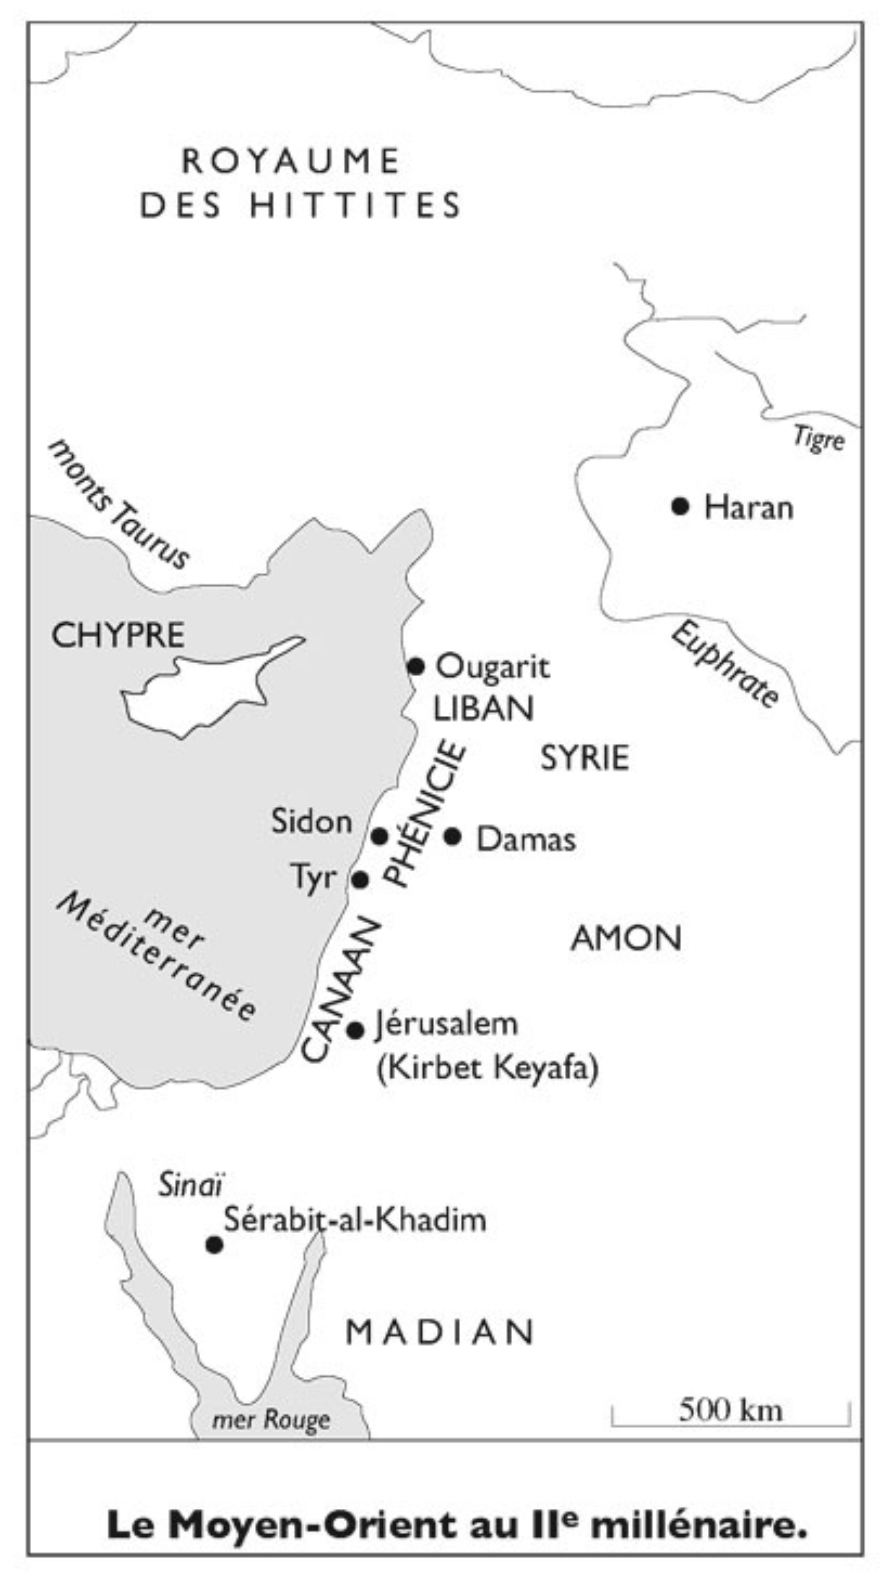 ROYAUME
DES HITTITES
Tigre
monts Taurus
Haran
CHYPRE
Euphrate
Ougarit
LIBAN
SYRIE
PHÉNICIE
Sidon
Damas
Tyr
mer
Méditerranée
CANAAN
AMON
Jérusalem
(Kirbet Keyafa)
Sinaï
Sérabit-al-Khadim
MADIAN
500 km
mer Rouge
Le Moyen-Orient au IIe millénaire.